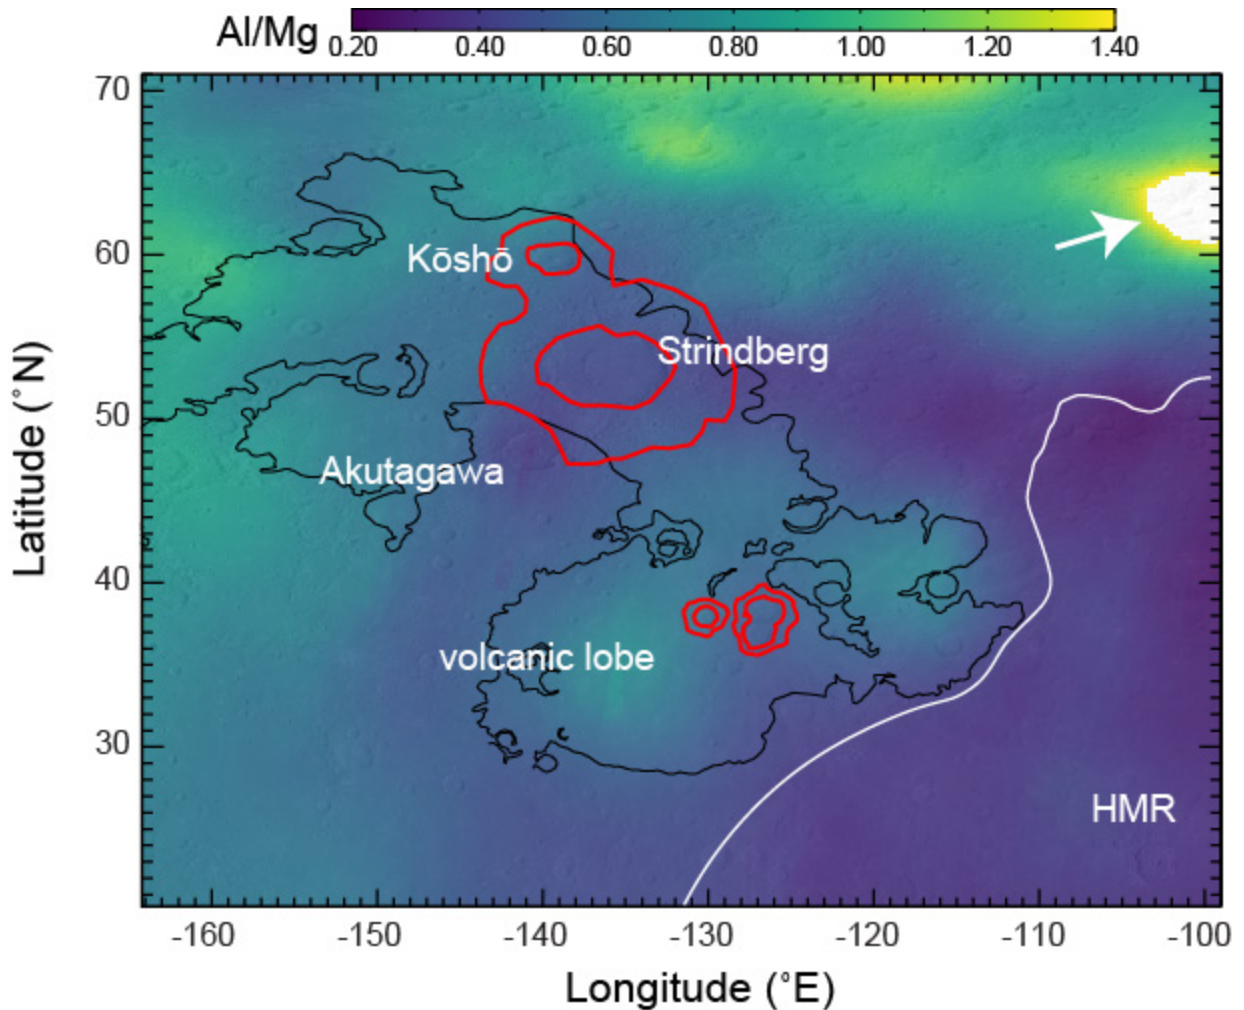 Al/Mg
0.20 0.40 0.60 0.80 1.00 1.20 1.40
70
60
50
40
30
Latitude (˚N)
Kōshō
Strindberg
Akutagawa
volcanic lobe
HMR
-160 -150 -140 -130 -120 -110 -100
Longitude (˚E)